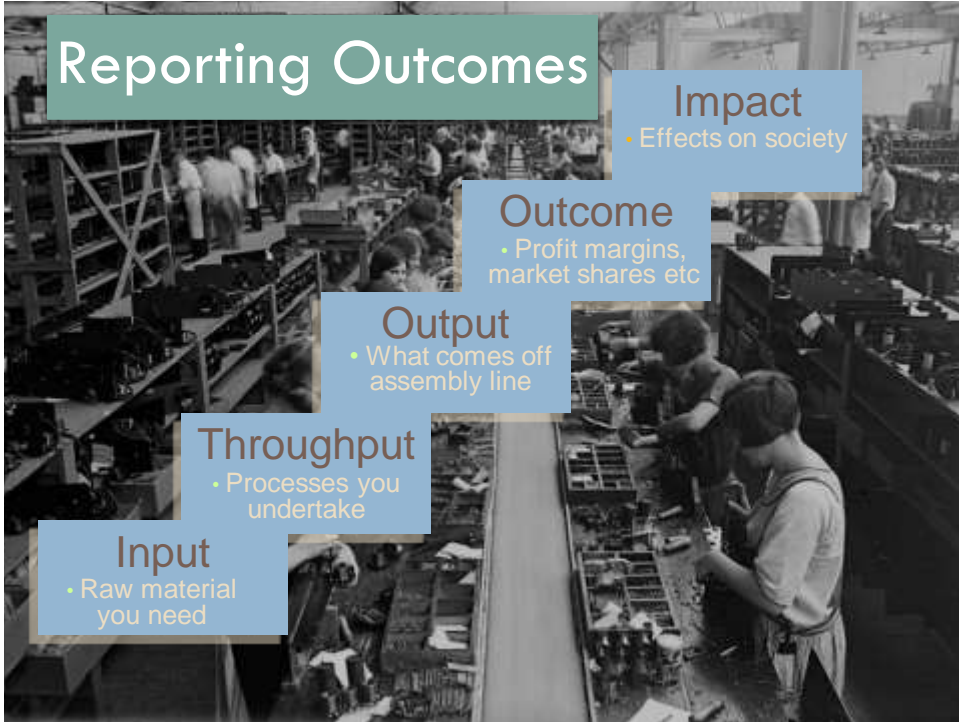 Reporting Outcomes
Impact
• Effects on society
Outcome
• Profit margins,
market shares etc
Output
• What comes off
assembly line
Throughput
• Processes you
undertake
Input
• Raw material
you need